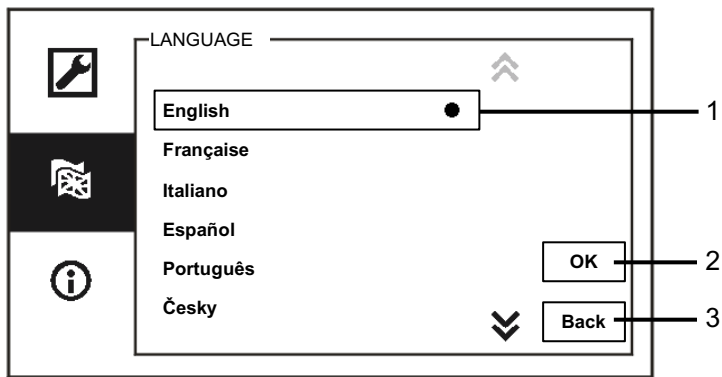 LANGUAGE
English
1
Française
Italiano
Español
Português
OK
2
Česky
Back
3